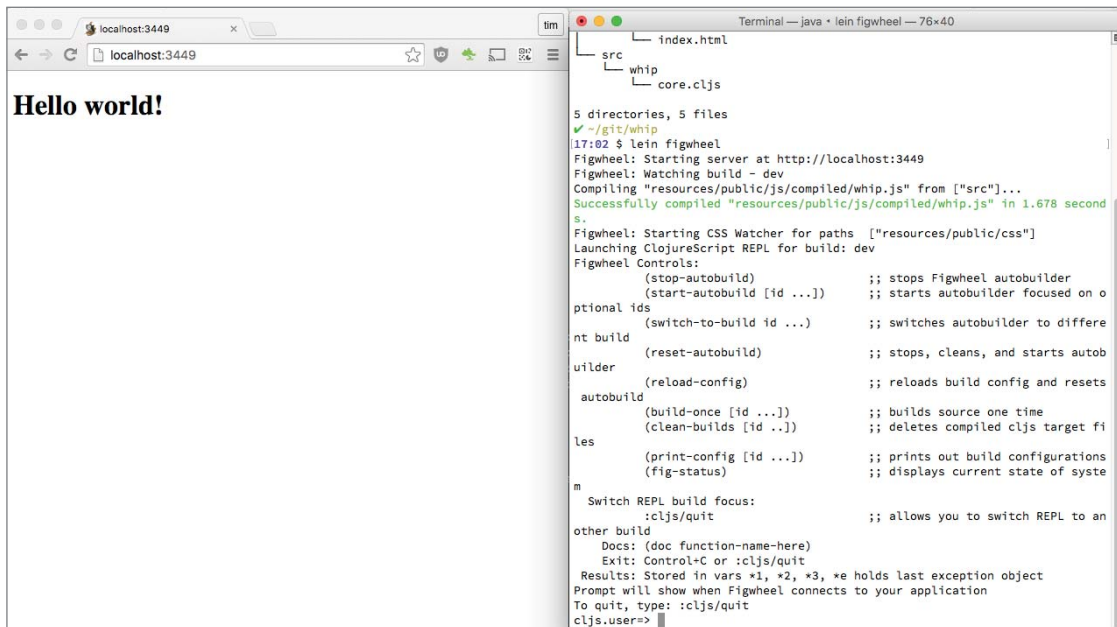 localhost:3449
tim
localhost:3449
Hello world!
Terminal — java • lein figwheel — 76×40
│       └── index.html
└── src
    └── whip
        └── core.cljs
5 directories, 5 files
✔ ~/git/whip
[17:02 $ lein figwheel ]
Figwheel: Starting server at http://localhost:3449
Figwheel: Watching build - dev
Compiling "resources/public/js/compiled/whip.js" from ["src"]...
Successfully compiled "resources/public/js/compiled/whip.js" in 1.678 second
s.
Figwheel: Starting CSS Watcher for paths  ["resources/public/css"]
Launching ClojureScript REPL for build: dev
Figwheel Controls:
          (stop-autobuild)                ;; stops Figwheel autobuilder
          (start-autobuild [id ...])      ;; starts autobuilder focused on o
ptional ids
          (switch-to-build id ...)        ;; switches autobuilder to differe
nt build
          (reset-autobuild)               ;; stops, cleans, and starts autob
uilder
          (reload-config)                 ;; reloads build config and resets
 autobuild
          (build-once [id ...])           ;; builds source one time
          (clean-builds [id ..])          ;; deletes compiled cljs target fi
les
          (print-config [id ...])         ;; prints out build configurations
          (fig-status)                    ;; displays current state of syste
m
  Switch REPL build focus:
          :cljs/quit                      ;; allows you to switch REPL to an
other build
    Docs: (doc function-name-here)
    Exit: Control+C or :cljs/quit
 Results: Stored in vars *1, *2, *3, *e holds last exception object
Prompt will show when Figwheel connects to your application
To quit, type: :cljs/quit
cljs.user=>